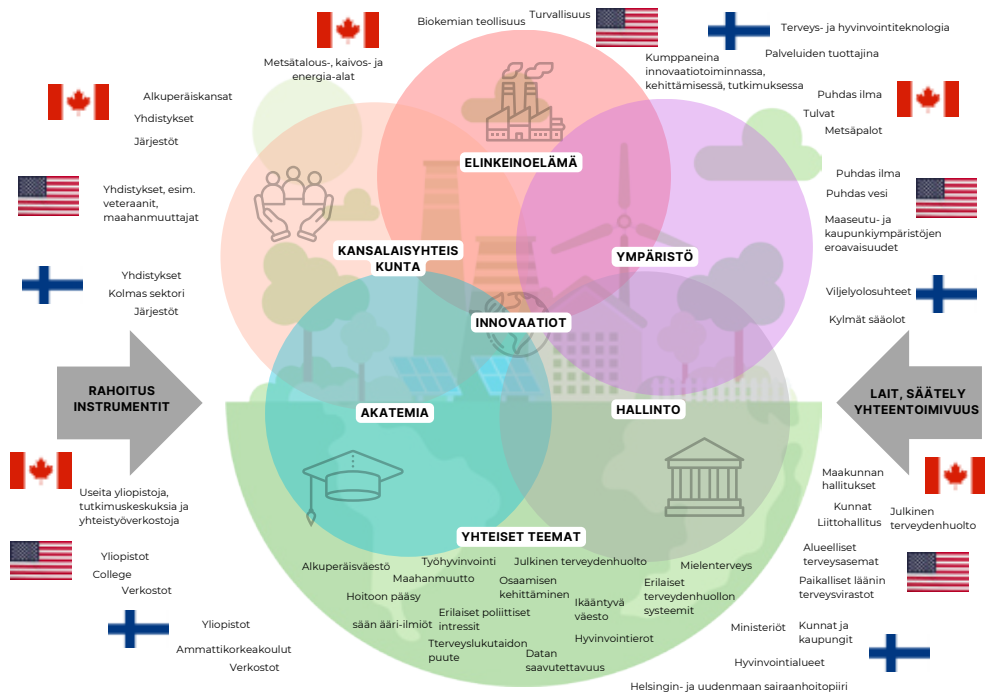 Biokemian teollisuus
Turvallisuus
Terveys- ja hyvinvointiteknologia
Palveluiden tuottajina
Metsätalous-, kaivos- ja
energia-alat
Kumppaneina
innovaatiotoiminnassa,
kehittämisessä, tutkimuksessa
Alkuperäiskansat
Yhdistykset
Järjestöt
Puhdas ilma
Tulvat
Metsäpalot
ELINKEINOELÄMÄ
Yhdistykset, esim.
veteraanit,
maahanmuuttajat
Puhdas ilma
Puhdas vesi
Maaseutu- ja
kaupunkiympäristöjen
eroavaisuudet
KANSALAISYHTEIS
KUNTA
YMPÄRISTÖ
Yhdistykset
Kolmas sektori
Järjestöt
Viljelyolosuhteet
Kylmät sääolot
INNOVAATIOT
RAHOITUS
INSTRUMENTIT
LAIT, SÄÄTELY
YHTEENTOIMIVUUS
AKATEMIA
HALLINTO
Useita yliopistoja,
tutkimuskeskuksia ja
yhteistyöverkostoja
Maakunnan
hallitukset
Kunnat
Liittohallitus
Julkinen
terveydenhuolto
Yliopistot
College
Verkostot
Alueelliset
terveysasemat
Paikalliset läänin
terveysvirastot
YHTEISET TEEMAT
Alkuperäisväestö
Työhyvinvointi
Julkinen terveydenhuolto
Mielenterveys
Maahanmuutto
Osaamisen
kehittäminen
Erilaiset
terveydenhuollon
systeemit
Hoitoon pääsy
Ikääntyvä
väesto
sään ääri-ilmiöt
Erilaiset poliittiset
intressit
Hyvinvointierot
Tterveyslukutaidon
puute
Datan
saavutettavuus
Yliopistot
Ammattikorkeakoulut
Verkostot
Ministeriöt
Kunnat ja
kaupungit
Hyvinvointialueet
Helsingin- ja uudenmaan sairaanhoitopiiri